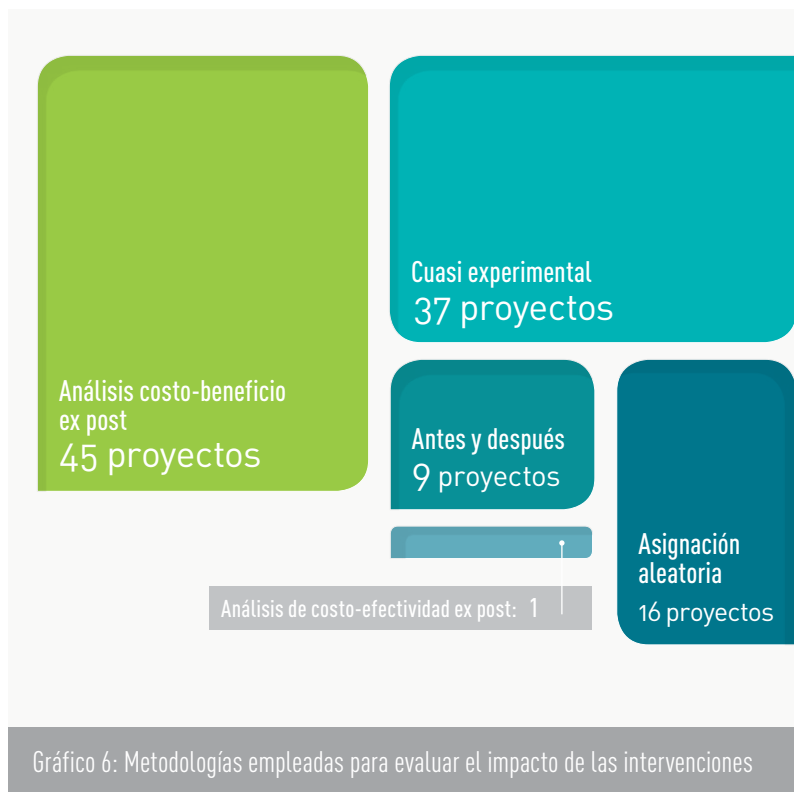 Análisis costo-beneficio
ex post
45 proyectos
Cuasi experimental
37 proyectos
Antes y después
9 proyectos
Análisis de costo-efectividad ex post: 1
Asignación
aleatoria
16 proyectos
Gráfico 6: Metodologías empleadas para evaluar el impacto de las intervenciones